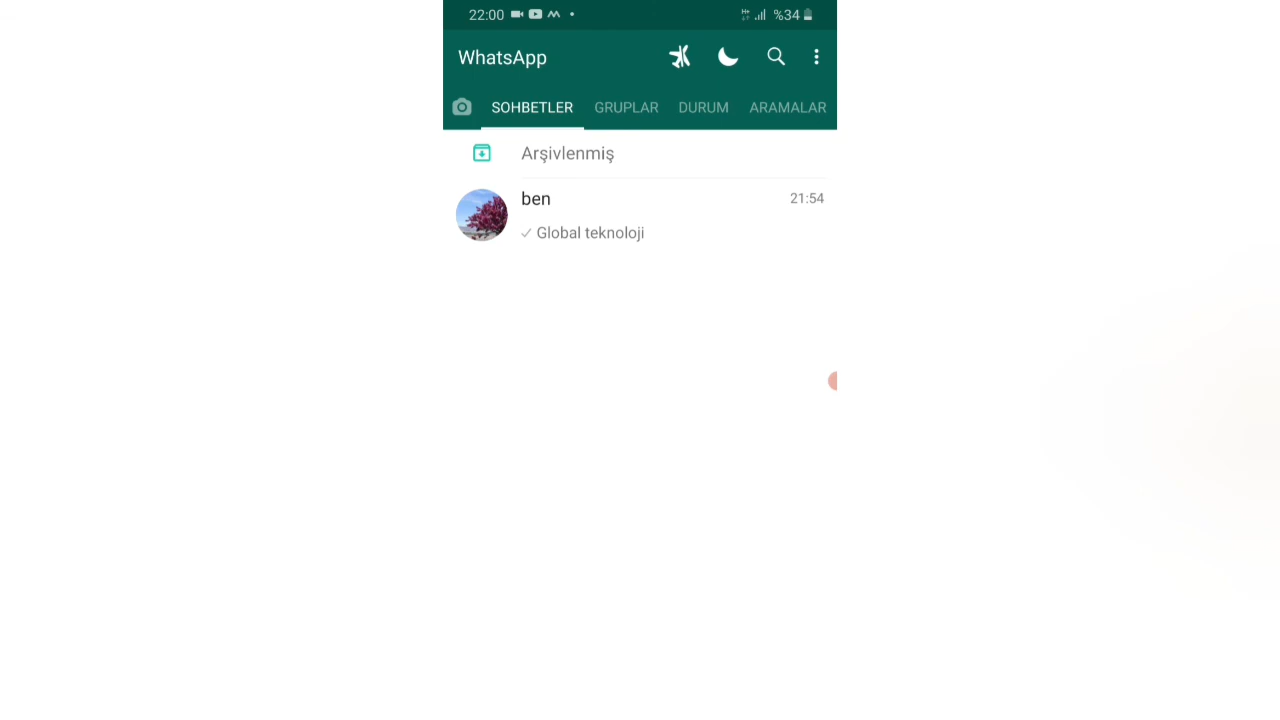 22:00 %34
WhatsApp
SOHBETLER GRUPLAR DURUM ARAMALAR
Arşivlenmiş
ben 21:54
Global teknoloji